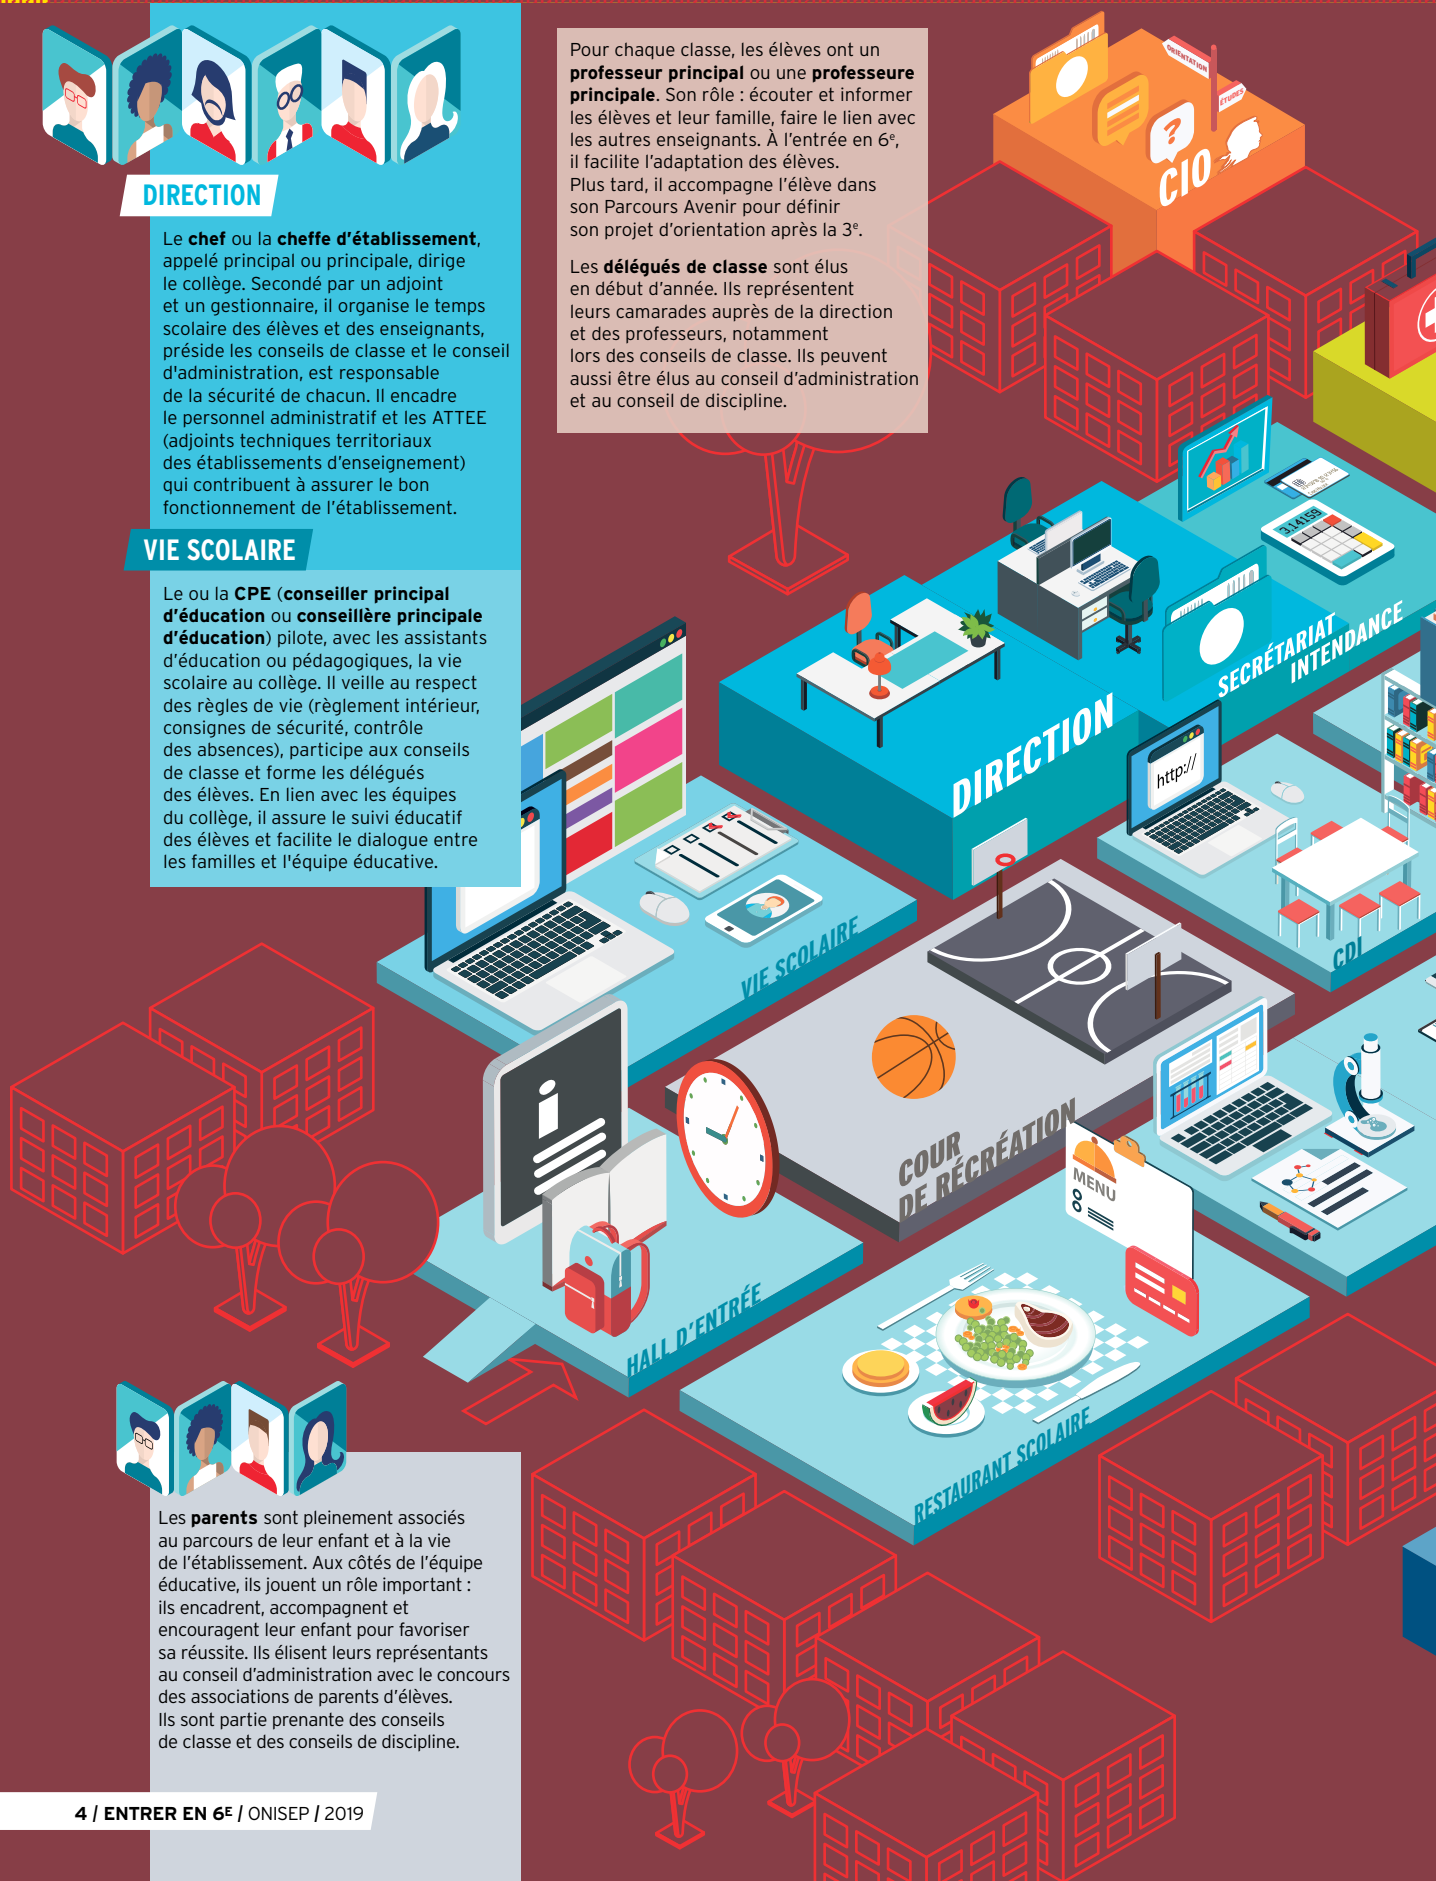 DIRECTION
Le chef ou la cheffe d’établissement,
appelé principal ou principale, dirige
le collège. Secondé par un adjoint
et un gestionnaire, il organise le temps
scolaire des élèves et des enseignants,
préside les conseils de classe et le conseil
d'administration, est responsable
de la sécurité de chacun. Il encadre
le personnel administratif et les ATTEE
(adjoints techniques territoriaux
des établissements d’enseignement)
qui contribuent à assurer le bon
fonctionnement de l’établissement.
VIE SCOLAIRE
Le ou la CPE (conseiller principal
d’éducation ou conseillère principale
d’éducation) pilote, avec les assistants
d’éducation ou pédagogiques, la vie
scolaire au collège. Il veille au respect
des règles de vie (règlement intérieur,
consignes de sécurité, contrôle
des absences), participe aux conseils
de classe et forme les délégués
des élèves. En lien avec les équipes
du collège, il assure le suivi éducatif
des élèves et facilite le dialogue entre
les familles et l'équipe éducative.
Pour chaque classe, les élèves ont un
professeur principal ou une professeure
principale. Son rôle : écouter et informer
les élèves et leur famille, faire le lien avec
les autres enseignants. À l’entrée en 6e,
il facilite l’adaptation des élèves.
Plus tard, il accompagne l’élève dans
son Parcours Avenir pour définir
son projet d’orientation après la 3e.
Les délégués de classe sont élus
en début d’année. Ils représentent
leurs camarades auprès de la direction
et des professeurs, notamment
lors des conseils de classe. Ils peuvent
aussi être élus au conseil d’administration
et au conseil de discipline.
ORIENTATION
ÉTUDES
?
CIO
3,14159
SECRÉTARIAT
INTENDANCE
DIRECTION
http://
CDI
VIE SCOLAIRE
i
COUR
DE RÉCRÉATION
MENU
HALL D’ENTRÉE
RESTAURANT SCOLAIRE
Les parents sont pleinement associés
au parcours de leur enfant et à la vie
de l’établissement. Aux côtés de l’équipe
éducative, ils jouent un rôle important :
ils encadrent, accompagnent et
encouragent leur enfant pour favoriser
sa réussite. Ils élisent leurs représentants
au conseil d’administration avec le concours
des associations de parents d’élèves.
Ils sont partie prenante des conseils
de classe et des conseils de discipline.
4 / ENTRER EN 6E / ONISEP / 2019